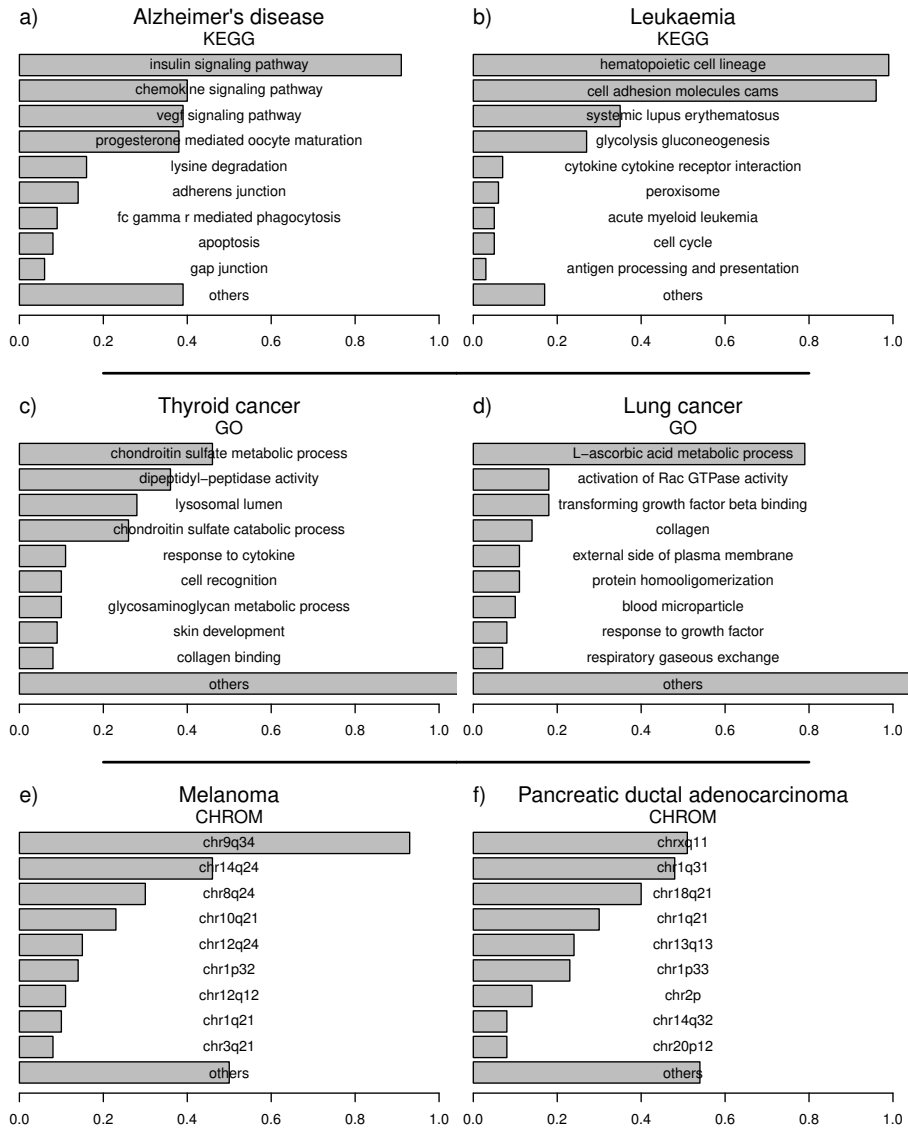 a) Alzheimer's disease
KEGG
insulin signaling pathway
chemokine signaling pathway
vegf signaling pathway
progesterone mediated oocyte maturation
lysine degradation
adherens junction
fc gamma r mediated phagocytosis
apoptosis
gap junction
others
0.0 0.2 0.4 0.6 0.8 1.0
b) Leukaemia
KEGG
hematopoietic cell lineage
cell adhesion molecules cams
systemic lupus erythematosus
glycolysis gluconeogenesis
cytokine cytokine receptor interaction
peroxisome
acute myeloid leukemia
cell cycle
antigen processing and presentation
others
0.0 0.2 0.4 0.6 0.8 1.0
c) Thyroid cancer
GO
chondroitin sulfate metabolic process
dipeptidyl−peptidase activity
lysosomal lumen
chondroitin sulfate catabolic process
response to cytokine
cell recognition
glycosaminoglycan metabolic process
skin development
collagen binding
others
0.0 0.2 0.4 0.6 0.8 1.0
d) Lung cancer
GO
L−ascorbic acid metabolic process
activation of Rac GTPase activity
transforming growth factor beta binding
collagen
external side of plasma membrane
protein homooligomerization
blood microparticle
response to growth factor
respiratory gaseous exchange
others
0.0 0.2 0.4 0.6 0.8 1.0
e) Melanoma
CHROM
chr9q34
chr14q24
chr8q24
chr10q21
chr12q24
chr1p32
chr12q12
chr1q21
chr3q21
others
0.0 0.2 0.4 0.6 0.8 1.0
f) Pancreatic ductal adenocarcinoma
CHROM
chrxq11
chr1q31
chr18q21
chr1q21
chr13q13
chr1p33
chr2p
chr14q32
chr20p12
others
0.0 0.2 0.4 0.6 0.8 1.0